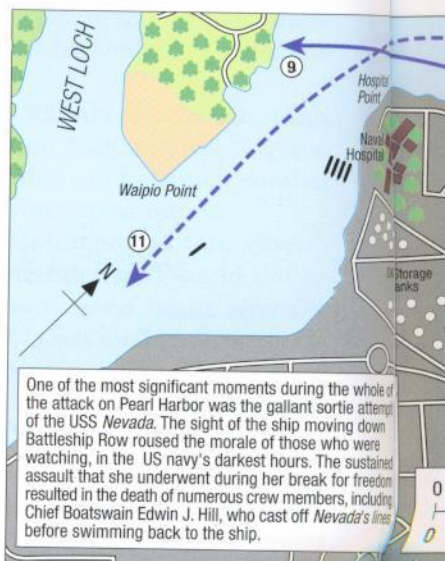 WEST LOCH
9
Hospital
Point
Naval
Hospital
Waipio Point
11
N
Storage
One of the most significant moments during the whole of
the attack on Pearl Harbor was the gallant sortie attempt
of the USS Nevada. The sight of the ship moving down
Battleship Row roused the morale of those who were
watching, in the US navy's darkest hours. The sustained
assault that she underwent during her break for freedom
resulted in the death of numerous crew members, including
Chief Boatswain Edwin J. Hill, who cast off Nevada's lines
before swimming back to the ship.
0